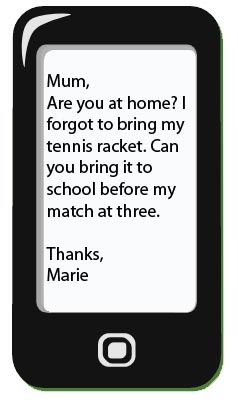 Mum,
Are you at home? I
forgot to bring my
tennis racket. Can
you bring it to
school before my
match at three.
Thanks,
Marie